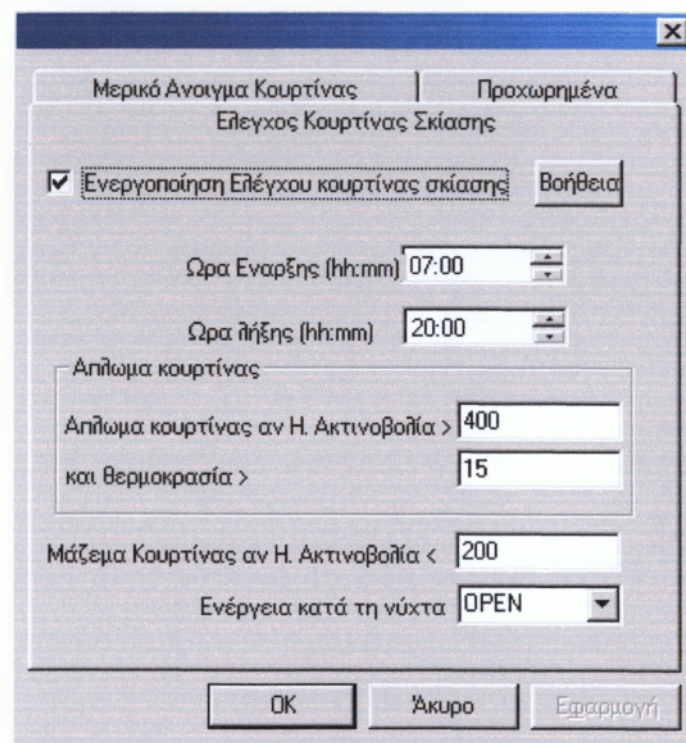 Μερικό Ανοιγμα Κουρτίνας Προχωρημένα
Ελεγχος Κουρτίνας Σκίασης
Ενεργοποίηση Ελέγχου κουρτίνας σκίασης Βοήθεια
Ωρα Εναρξης (hh:mm) 07:00
Ωρα λήξης (hh:mm) 20:00
Απλωμα κουρτίνας
Απλωμα κουρτίνας αν Η. Ακτινοβολία > 400
και θερμοκρασία > 15
Μάζεμα Κουρτίνας αν Η. Ακτινοβολία < 200
Ενέργεια κατά τη νύχτα OPEN
OK Άκυρο Εφαρμογή